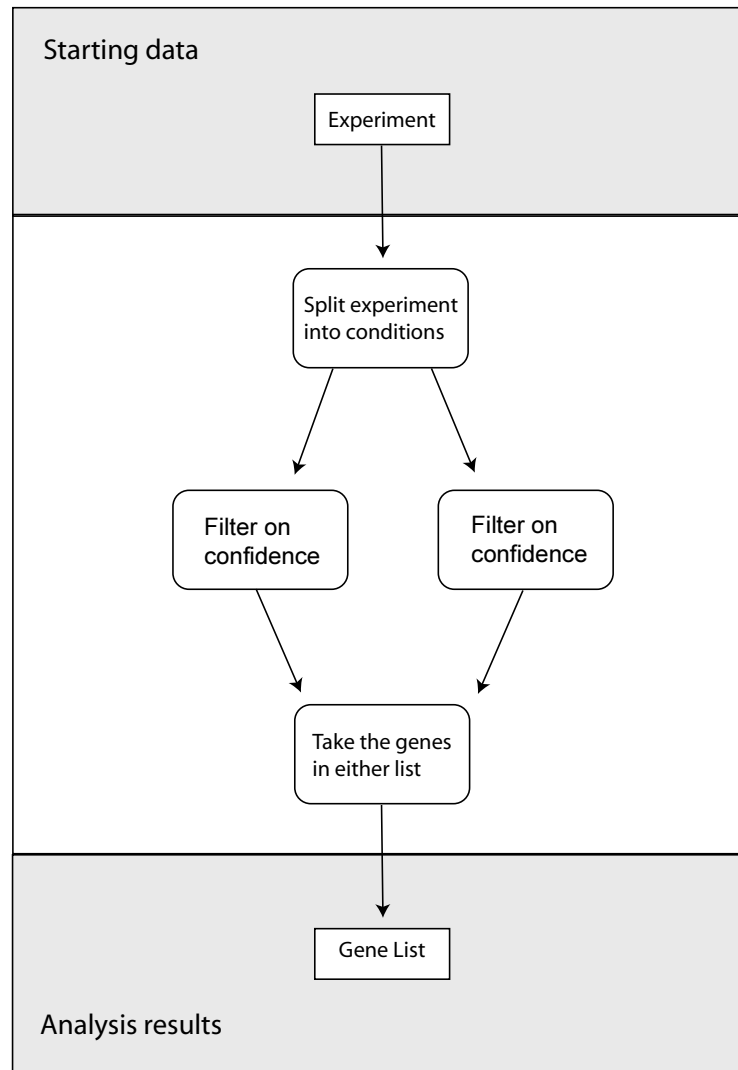 Starting data
Experiment
Split experiment
into conditions
Filter on
confidence
Filter on
confidence
Take the genes
in either list
Gene List
Analysis results